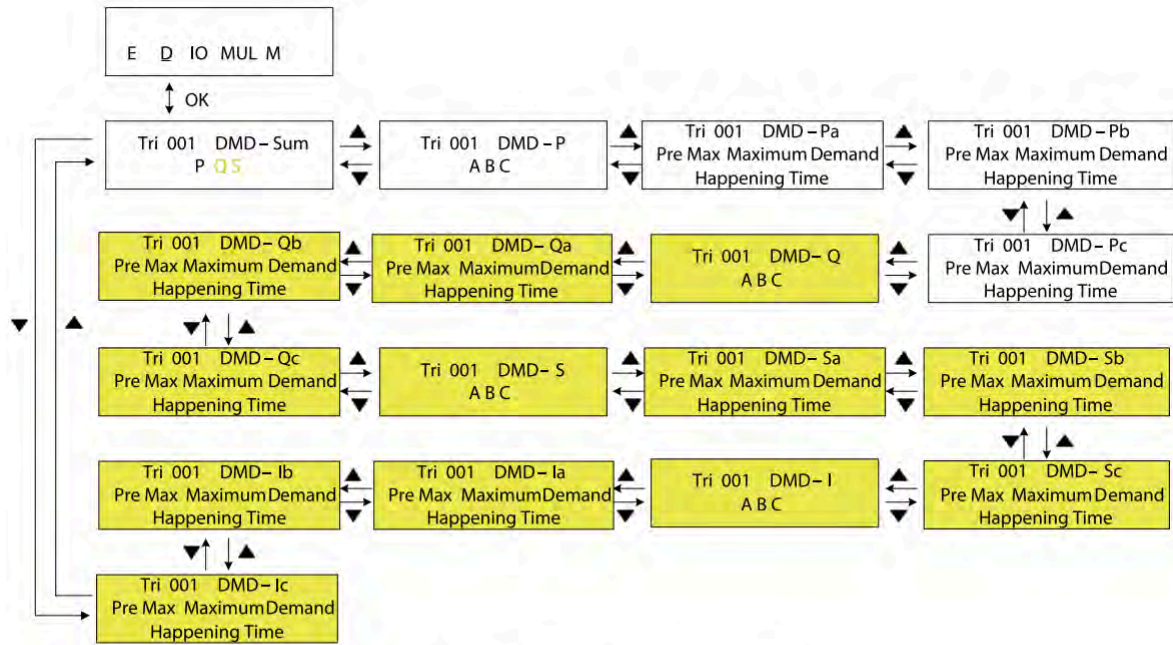 E D IO MUL M
OK
Tri 001 DMD-Sum
P Q S
Tri 001 DMD-P
A B C
Tri 001 DMD-Pa
Pre Max Maximum Demand
Happening Time
Tri 001 DMD-Pb
Pre Max Maximum Demand
Happening Time
Tri 001 DMD-Qb
Pre Max Maximum Demand
Happening Time
Tri 001 DMD-Qa
Pre Max MaximumDemand
Happening Time
Tri 001 DMD-Q
A B C
Tri 001 DMD-Pc
Pre Max Maximum Demand
Happening Time
Tri 001 DMD-Qc
Pre Max Maximum Demand
Happening Time
Tri 001 DMD-S
A B C
Tri 001 DMD-Sa
Pre Max Maximum Demand
Happening Time
Tri 001 DMD-Sb
Pre Max Maximum Demand
Happening Time
Tri 001 DMD-Ib
Pre Max Maximum Demand
Happening Time
Tri 001 DMD-Ia
Pre Max MaximumDemand
Happening Time
Tri 001 DMD-I
A B C
Tri 001 DMD-Sc
Pre Max Maximum Demand
Happening Time
Tri 001 DMD-Ic
Pre Max MaximumDemand
Happening Time